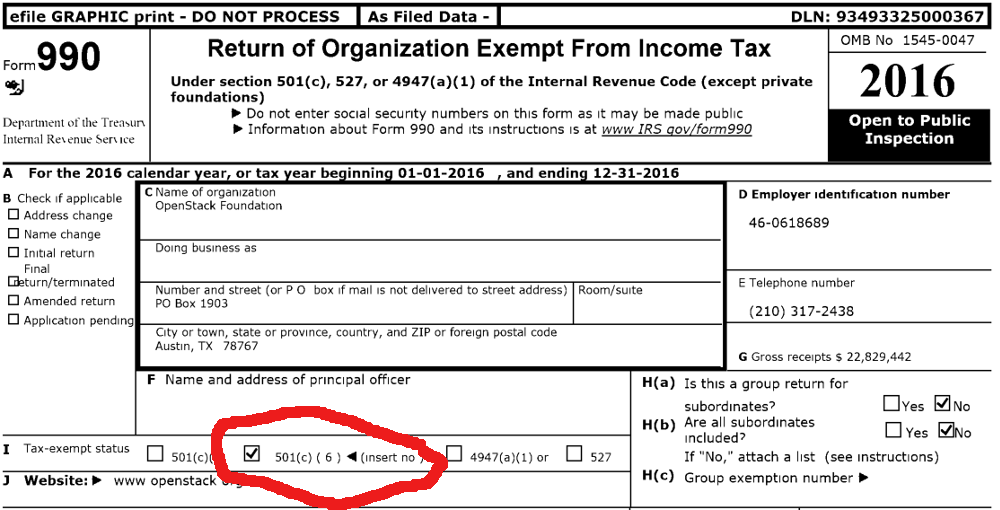 efile GRAPHIC print - DO NOT PROCESS As Filed Data - DLN: 93493325000367
Form 990
Return of Organization Exempt From Income Tax
OMB No 1545-0047
2016
Under section 501(c), 527, or 4947(a)(1) of the Internal Revenue Code (except private
foundations)
▶ Do not enter social security numbers on this form as it may be made public
▶ Information about Form 990 and its instructions is at www IRS gov/form990
Department of the Treasury
Internal Revenue Service
Open to Public
Inspection
A For the 2016 calendar year, or tax year beginning 01-01-2016 , and ending 12-31-2016
B Check if applicable
Address change
Name change
Initial return
Final
return/terminated
Amended return
Application pending
C Name of organization
OpenStack Foundation
Doing business as
Number and street (or P O box if mail is not delivered to street address) Room/suite
PO Box 1903
City or town, state or province, country, and ZIP or foreign postal code
Austin, TX 78767
D Employer identification number
46-0618689
E Telephone number
(210) 317-2438
G Gross receipts $ 22,829,442
F Name and address of principal officer
H(a) Is this a group return for
subordinates? Yes No
H(b) Are all subordinates
included? Yes No
If "No," attach a list (see instructions)
H(c) Group exemption number ▶
I Tax-exempt status 501(c)( 501(c) ( 6 ) ◀ (insert no ) 4947(a)(1) or 527
J Website: ▶ www openstack